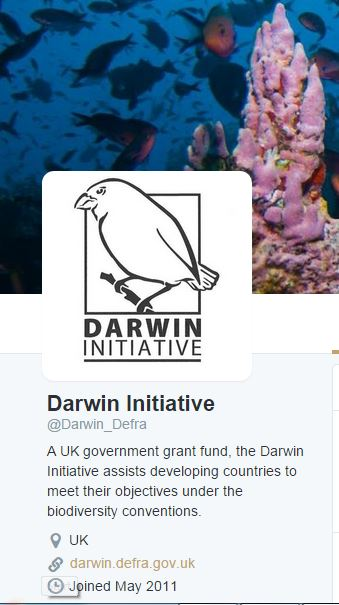 DARWIN
INITIATIVE
Darwin Initiative
@Darwin_Defra
A UK government grant fund, the Darwin
Initiative assists developing countries to
meet their objectives under the
biodiversity conventions.
UK
darwin.defra.gov.uk
Joined May 2011